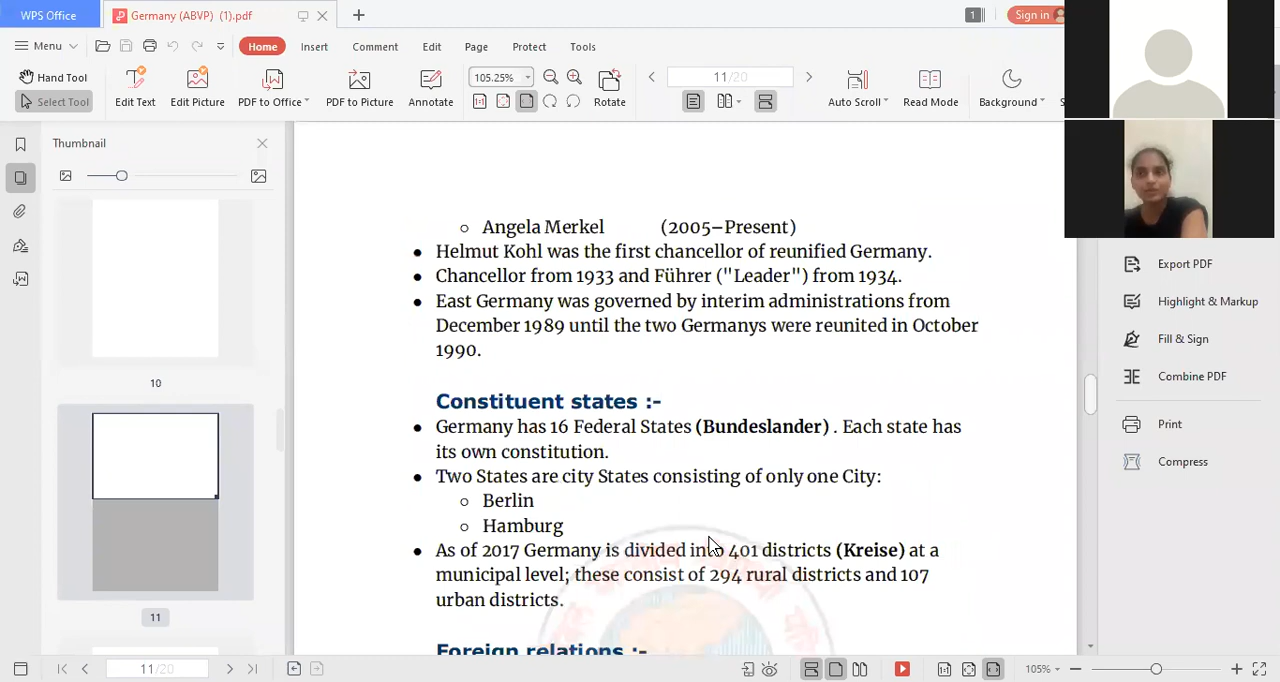 WPS Office
Germany (ABVP) (1).pdf
1
Sign in
Menu
Home
Insert
Comment
Edit
Page
Protect
Tools
Hand Tool
Select Tool
Edit Text
Edit Picture
PDF to Office
PDF to Picture
Annotate
105.25%
Rotate
11/20
Auto Scroll
Read Mode
Background
Thumbnail
10
11
Angela Merkel (2005–Present)
Helmut Kohl was the first chancellor of reunified Germany.
Chancellor from 1933 and Führer ("Leader") from 1934.
East Germany was governed by interim administrations from
December 1989 until the two Germanys were reunited in October
1990.
Constituent states :-
Germany has 16 Federal States (Bundeslander) . Each state has
its own constitution.
Two States are city States consisting of only one City:
Berlin
Hamburg
As of 2017 Germany is divided into 401 districts (Kreise) at a
municipal level; these consist of 294 rural districts and 107
urban districts.
Foreign relations :-
Export PDF
Highlight & Markup
Fill & Sign
Combine PDF
Print
Compress
11/20
105%